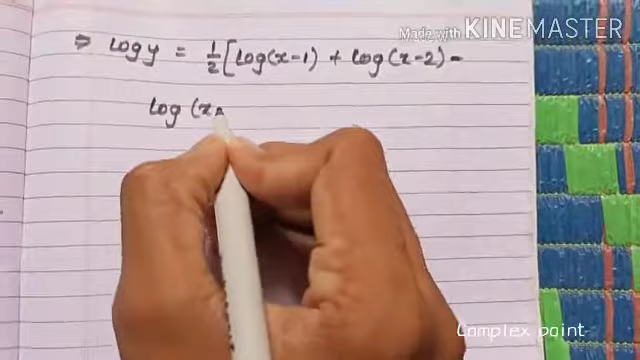 Made with KINEMASTER
⇒ log y = 1/2 [log(x-1) + log(x-2) -
log (x
Complex point